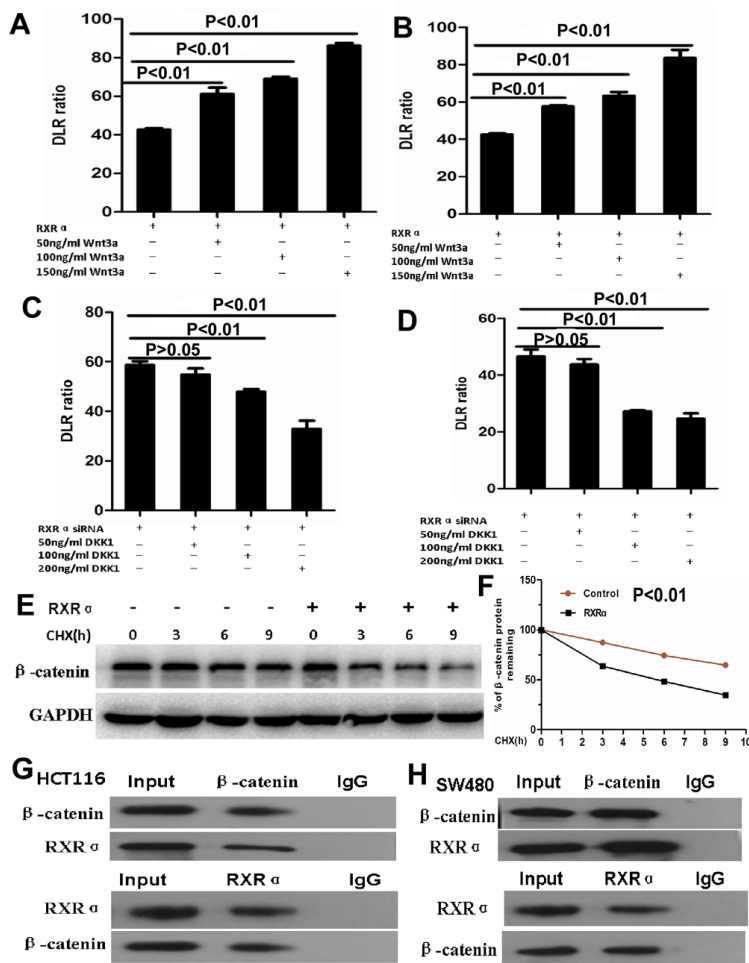 A
P<0.01
P<0.01
P<0.01
DLR ratio
100
80
60
40
20
0
RXR α + + + +
50ng/ml Wnt3a − + − −
100ng/ml Wnt3a − − + −
150ng/ml Wnt3a − − − +
B
P<0.01
P<0.01
P<0.01
DLR ratio
100
80
60
40
20
0
RXR α + + + +
50ng/ml Wnt3a − + − −
100ng/ml Wnt3a − − + −
150ng/ml Wnt3a − − − +
C
P<0.01
P<0.01
P>0.05
DLR ratio
80
60
40
20
0
RXR α siRNA + + + +
50ng/ml DKK1 − + − −
100ng/ml DKK1 − − + −
200ng/ml DKK1 − − − +
D
P<0.01
P<0.01
P>0.05
DLR ratio
60
40
20
0
RXR α siRNA + + + +
50ng/ml DKK1 − + − −
100ng/ml DKK1 − − + −
200ng/ml DKK1 − − − +
E
RXR α - - - - + + + +
CHX(h) 0 3 6 9 0 3 6 9
β-catenin
GAPDH
F
Control
RXRα
P<0.01
% of β-catenin protein
remaining
125
100
75
50
25
0
CHX(h) 0 1 2 3 4 5 6 7 8 9 10
G HCT116
Input β-catenin IgG
β-catenin
RXR α
Input RXR α IgG
RXR α
β-catenin
H SW480
Input β-catenin IgG
β-catenin
RXR α
Input RXR α IgG
RXR α
β-catenin